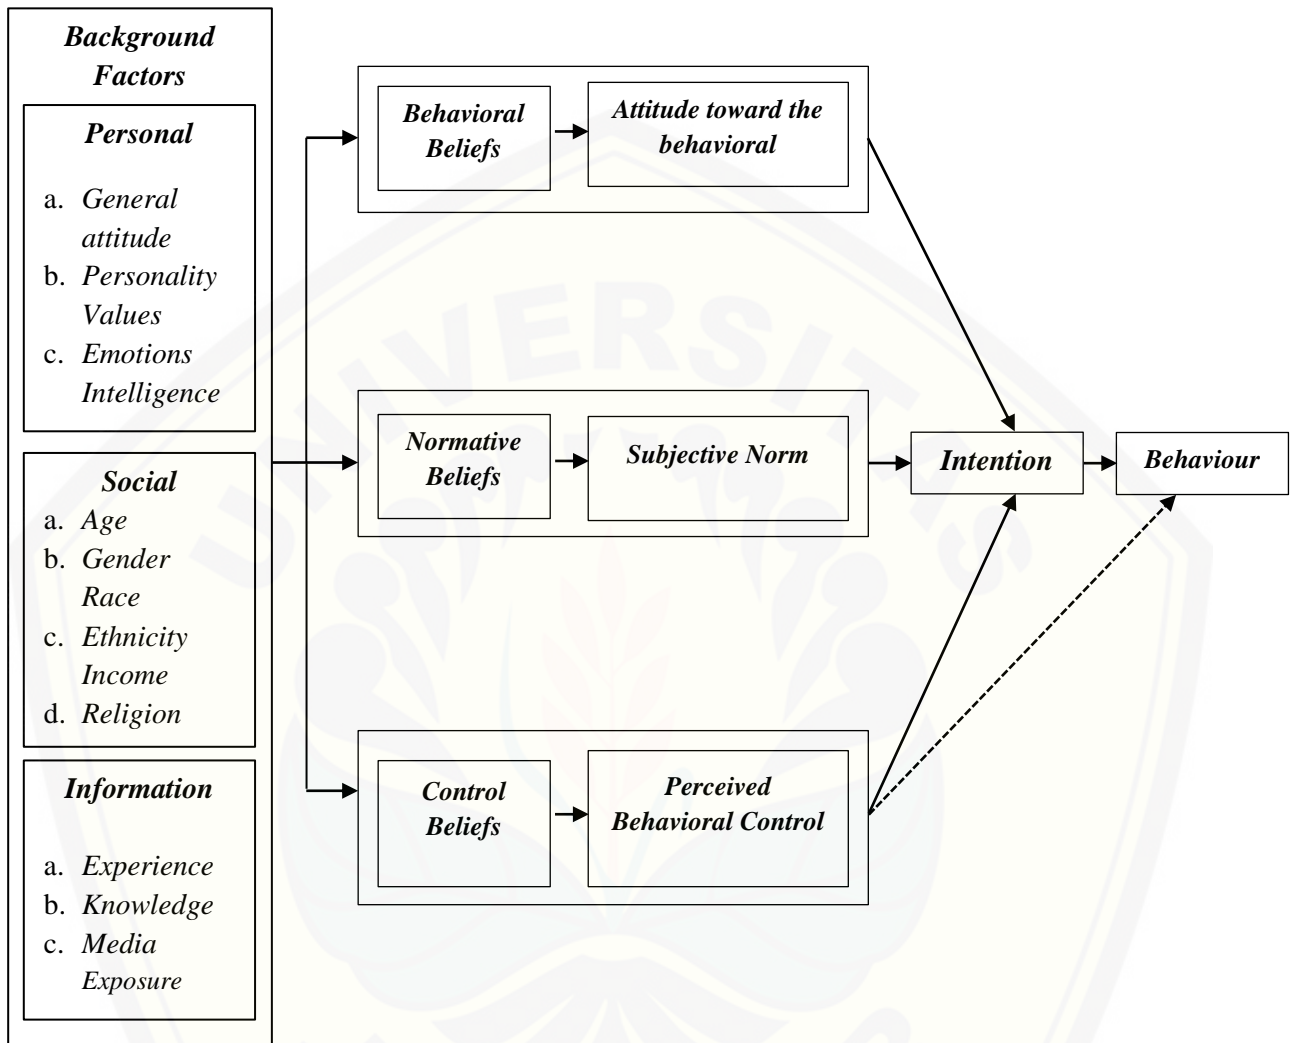 Background
Factors
Personal
a. General
attitude
b. Personality
Values
c. Emotions
Intelligence
Social
a. Age
b. Gender
Race
c. Ethnicity
Income
d. Religion
Information
a. Experience
b. Knowledge
c. Media
Exposure
Behavioral
Beliefs
Attitude toward the
behavioral
Normative
Beliefs
Subjective Norm
Control
Beliefs
Perceived
Behavioral Control
Intention
Behaviour
UNIVERSITAS